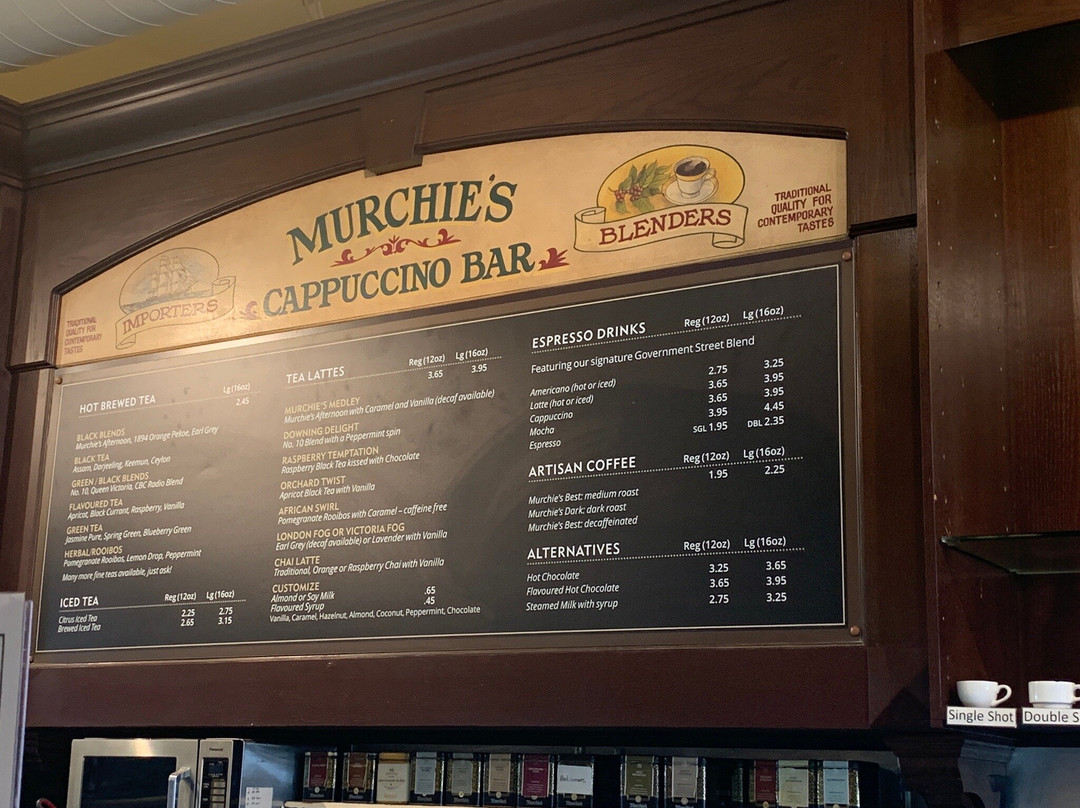 MURCHIE'S
CAPPUCCINO BAR
TRADITIONAL
QUALITY FOR
CONTEMPORARY
TASTES
IMPORTERS
BLENDERS
TRADITIONAL
QUALITY FOR
CONTEMPORARY
TASTES
HOT BREWED TEA Lg (16oz)
2.45
BLACK BLENDS
Murchie's Afternoon, 1894 Orange Pekoe, Earl Grey
BLACK TEA
Assam, Darjeeling, Keemun, Ceylon
GREEN / BLACK BLENDS
No. 10, Queen Victoria, CBC Radio Blend
FLAVOURED TEA
Apricot, Black Currant, Raspberry, Vanilla
GREEN TEA
Jasmine Pure, Spring Green, Blueberry Green
HERBAL/ROOIBOS
Pomegranate Rooibos, Lemon Drop, Peppermint
Many more fine teas available, just ask!
ICED TEA Reg (12oz) Lg (16oz)
Citrus Iced Tea 2.25 2.75
Brewed Iced Tea 2.65 3.15
TEA LATTES Reg (12oz) Lg (16oz)
3.65 3.95
MURCHIE'S MEDLEY
Murchie's Afternoon with Caramel and Vanilla (decaf available)
DOWNING DELIGHT
No. 10 Blend with a Peppermint spin
RASPBERRY TEMPTATION
Raspberry Black Tea kissed with Chocolate
ORCHARD TWIST
Apricot Black Tea with Vanilla
AFRICAN SWIRL
Pomegranate Rooibos with Caramel – caffeine free
LONDON FOG OR VICTORIA FOG
Earl Grey (decaf available) or Lavender with Vanilla
CHAI LATTE
Traditional, Orange or Raspberry Chai with Vanilla
CUSTOMIZE
Almond or Soy Milk .65
Flavoured Syrup .45
Vanilla, Caramel, Hazelnut, Almond, Coconut, Peppermint, Chocolate
ESPRESSO DRINKS Reg (12oz) Lg (16oz)
Featuring our signature Government Street Blend
Americano (hot or iced) 2.75 3.25
Latte (hot or iced) 3.65 3.95
Cappuccino 3.65 3.95
Mocha 3.95 4.45
Espresso SGL 1.95 DBL 2.35
ARTISAN COFFEE Reg (12oz) Lg (16oz)
1.95 2.25
Murchie's Best: medium roast
Murchie's Dark: dark roast
Murchie's Best: decaffeinated
ALTERNATIVES Reg (12oz) Lg (16oz)
Hot Chocolate 3.25 3.65
Flavoured Hot Chocolate 3.65 3.95
Steamed Milk with syrup 2.75 3.25
Single Shot
Double S